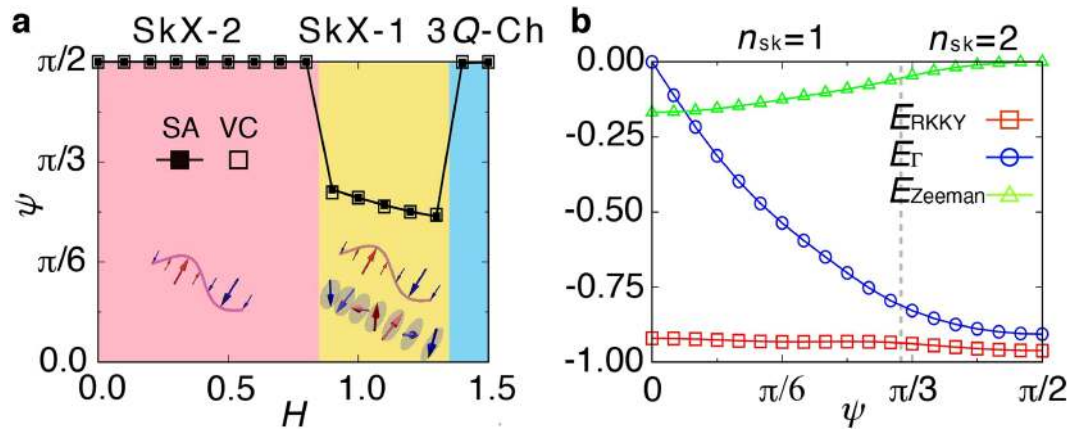 a
SkX-2 SkX-1 3Q-Ch
π/2
π/3
π/6
0.0
ψ
SA VC
0.0 0.5 1.0 1.5
H
b
n_sk=1 n_sk=2
0.00
-0.25
-0.50
-0.75
-1.00
E_RKKY
E_Γ
E_Zeeman
0 π/6 π/3 π/2
ψ